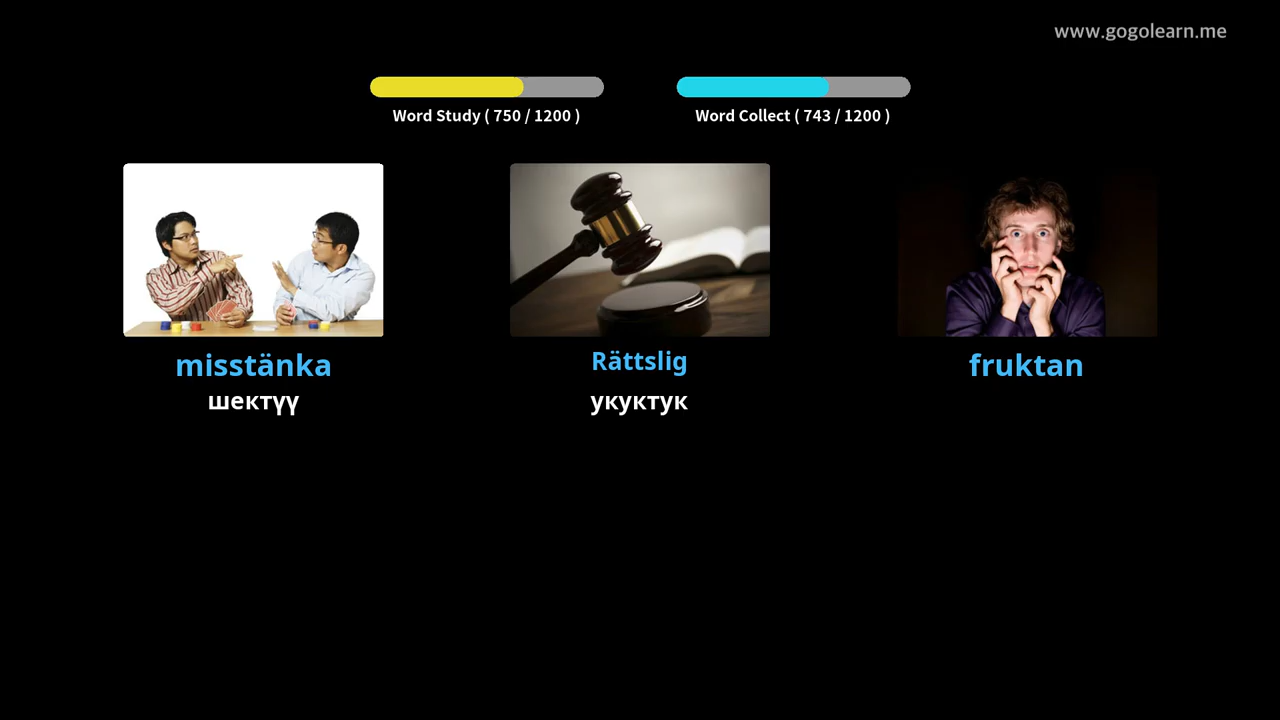 www.gogolearn.me
Word Study ( 750 / 1200 )
Word Collect ( 743 / 1200 )
misstänka
Rättslig
fruktan
шектүү
укуктук